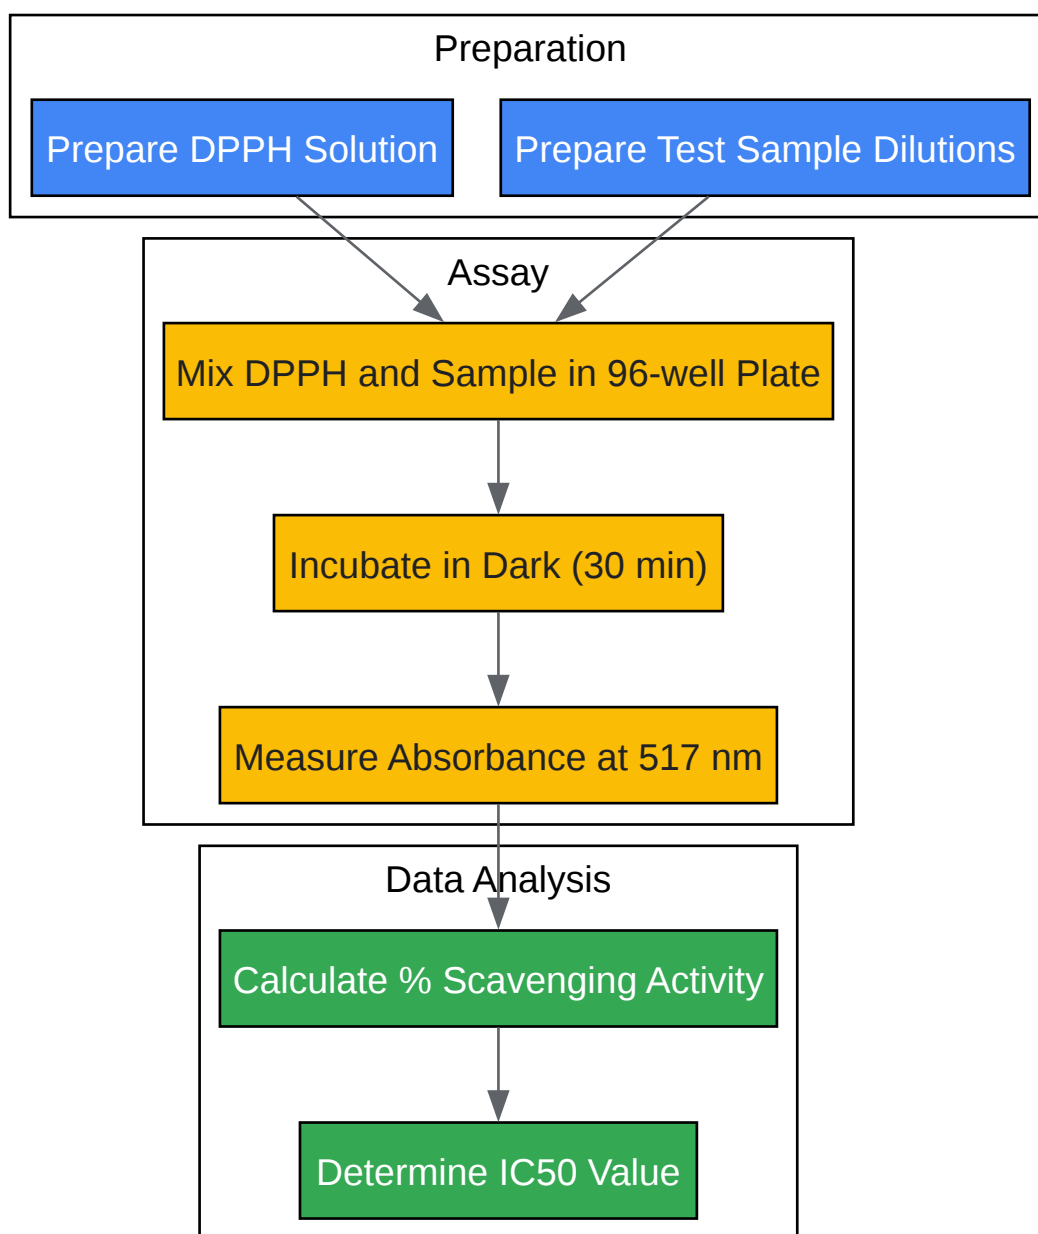 Preparation
Prepare DPPH Solution
Prepare Test Sample Dilutions
Assay
Mix DPPH and Sample in 96-well Plate
Incubate in Dark (30 min)
Measure Absorbance at 517 nm
Data Analysis
Calculate % Scavenging Activity
Determine IC50 Value